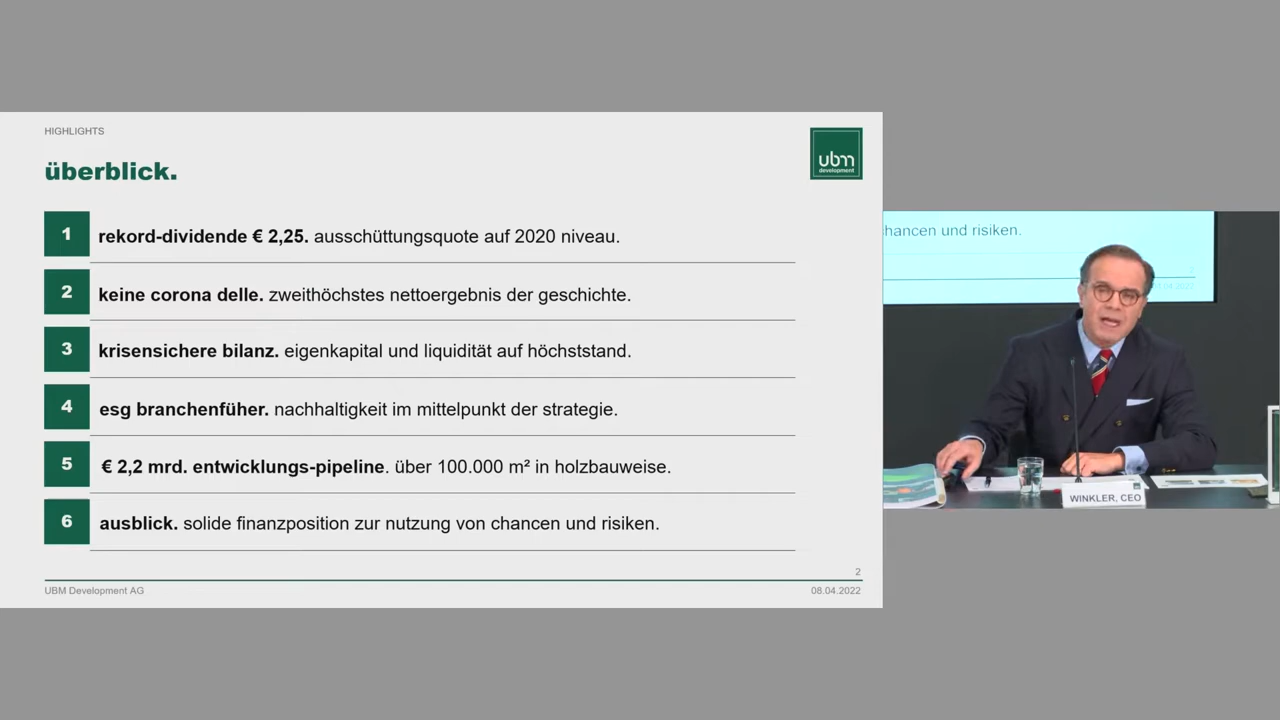 HIGHLIGHTS
überblick.
ubm
development
1
rekord-dividende € 2,25. ausschüttungsquote auf 2020 niveau.
2
keine corona delle. zweithöchstes nettoergebnis der geschichte.
3
krisensichere bilanz. eigenkapital und liquidität auf höchststand.
4
esg branchenfüher. nachhaltigkeit im mittelpunkt der strategie.
5
€ 2,2 mrd. entwicklungs-pipeline. über 100.000 m² in holzbauweise.
6
ausblick. solide finanzposition zur nutzung von chancen und risiken.
2
UBM Development AG
08.04.2022
chancen und risiken.
WINKLER, CEO